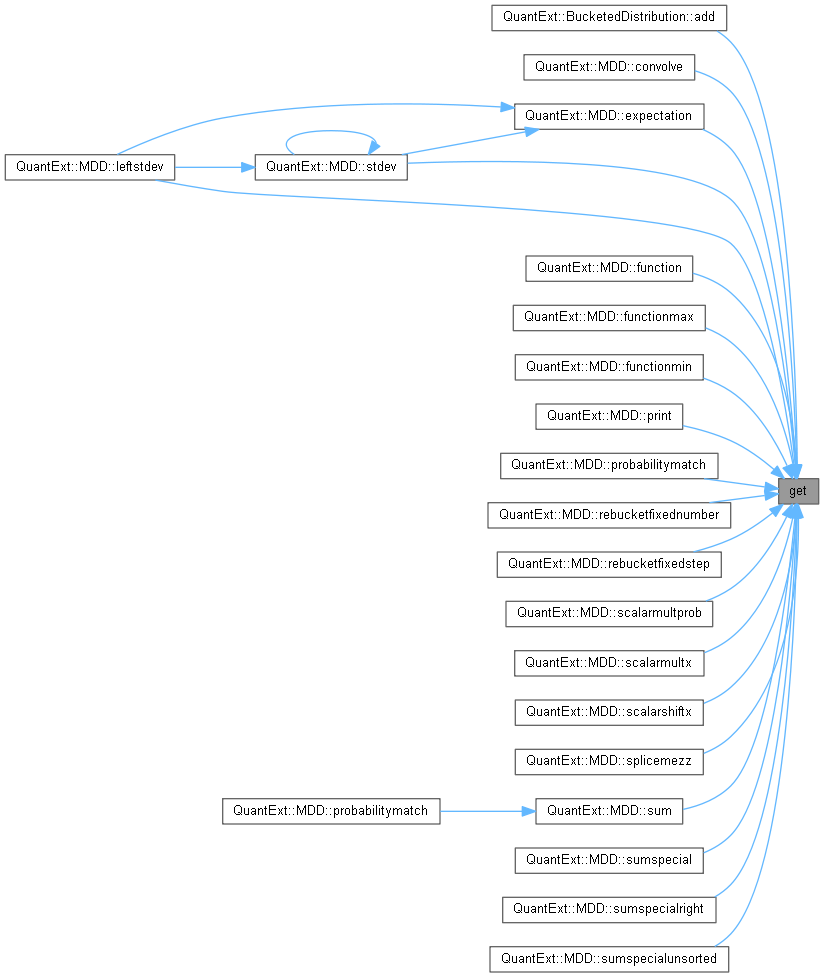 QuantExt::BucketedDistribution::add
QuantExt::MDD::convolve
QuantExt::MDD::expectation
QuantExt::MDD::leftstdev
QuantExt::MDD::stdev
QuantExt::MDD::function
QuantExt::MDD::functionmax
QuantExt::MDD::functionmin
QuantExt::MDD::print
QuantExt::MDD::probabilitymatch
get
QuantExt::MDD::rebucketfixednumber
QuantExt::MDD::rebucketfixedstep
QuantExt::MDD::scalarmultprob
QuantExt::MDD::scalarmultx
QuantExt::MDD::scalarshiftx
QuantExt::MDD::splicemezz
QuantExt::MDD::probabilitymatch
QuantExt::MDD::sum
QuantExt::MDD::sumspecial
QuantExt::MDD::sumspecialright
QuantExt::MDD::sumspecialunsorted